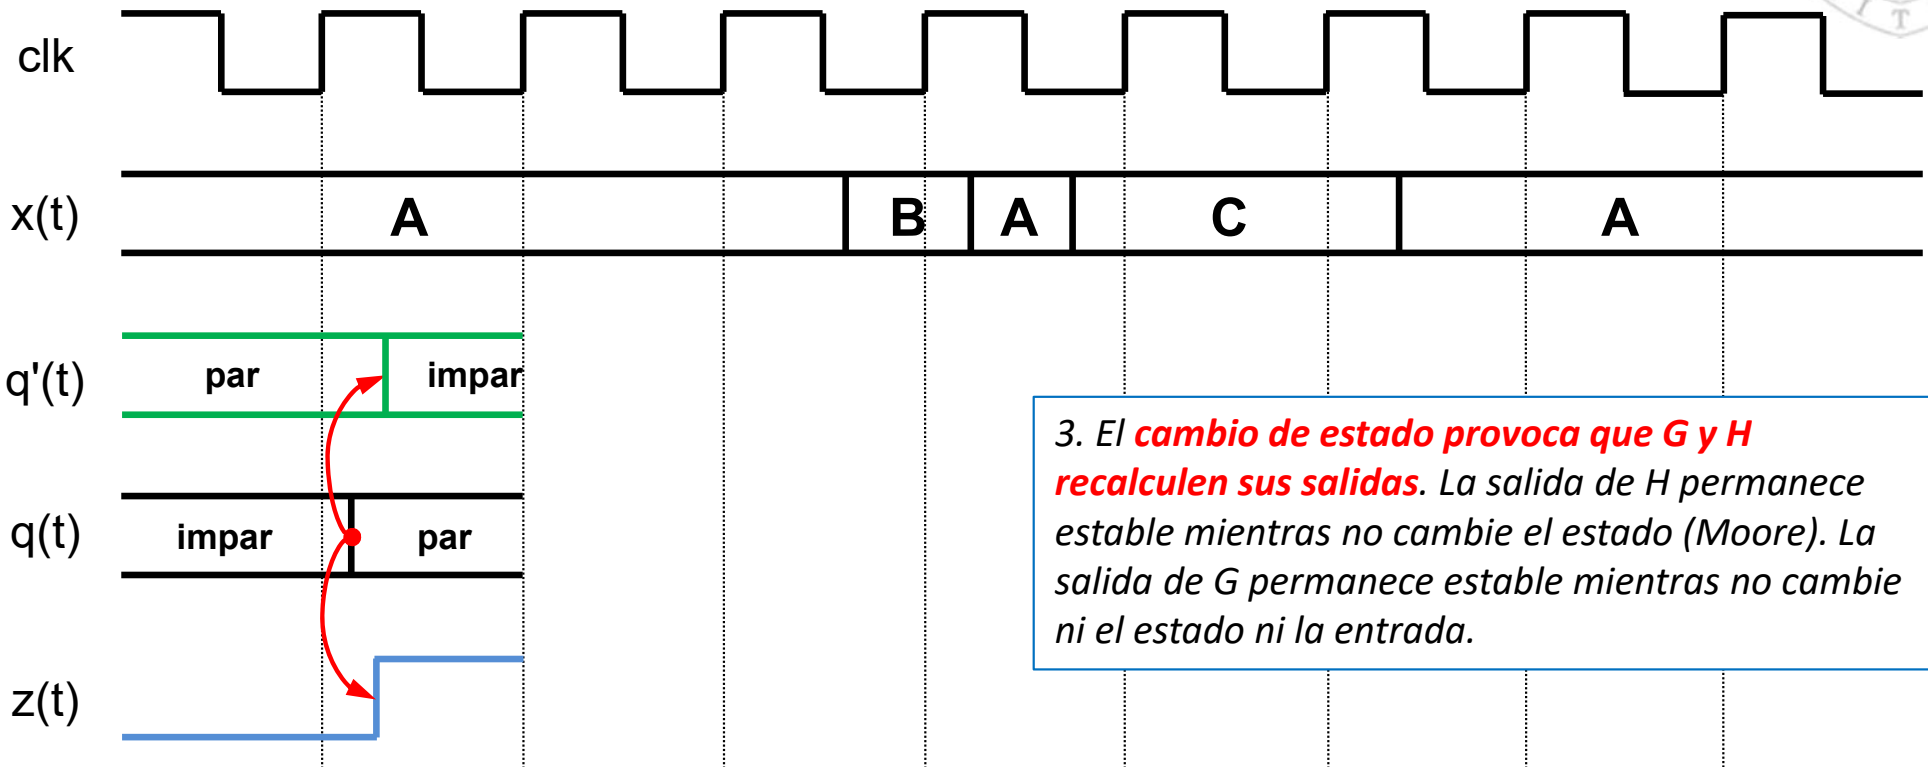 clk
x(t)
A
B
A
C
A
q'(t)
par
impar
q(t)
impar
par
z(t)
3. El cambio de estado provoca que G y H
recalculen sus salidas. La salida de H permanece
estable mientras no cambie el estado (Moore). La
salida de G permanece estable mientras no cambie
ni el estado ni la entrada.